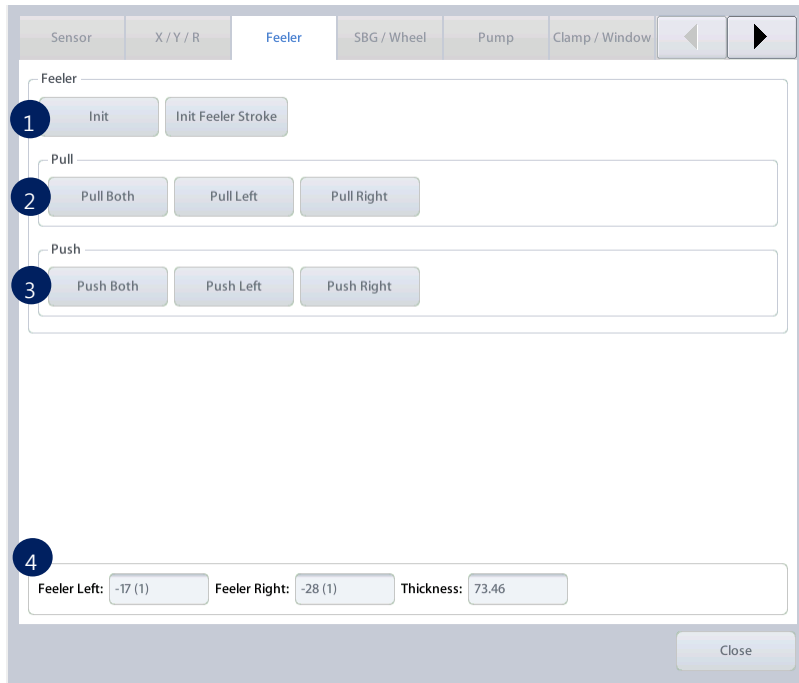 Sensor X / Y / R Feeler SBG / Wheel Pump Clamp / Window
Feeler
1 Init Init Feeler Stroke
Pull
2 Pull Both Pull Left Pull Right
Push
3 Push Both Push Left Push Right
4
Feeler Left: -17 (1) Feeler Right: -28 (1) Thickness: 73.46
Close